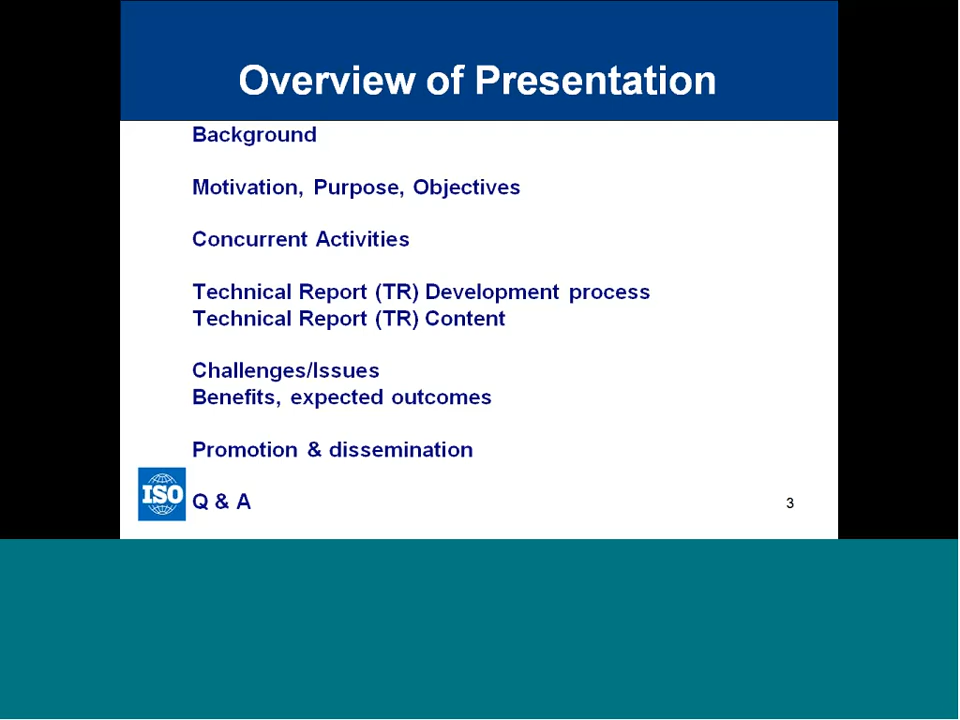 Overview of Presentation
Background
Motivation, Purpose, Objectives
Concurrent Activities
Technical Report (TR) Development process
Technical Report (TR) Content
Challenges/Issues
Benefits, expected outcomes
Promotion & dissemination
ISO
Q & A
3